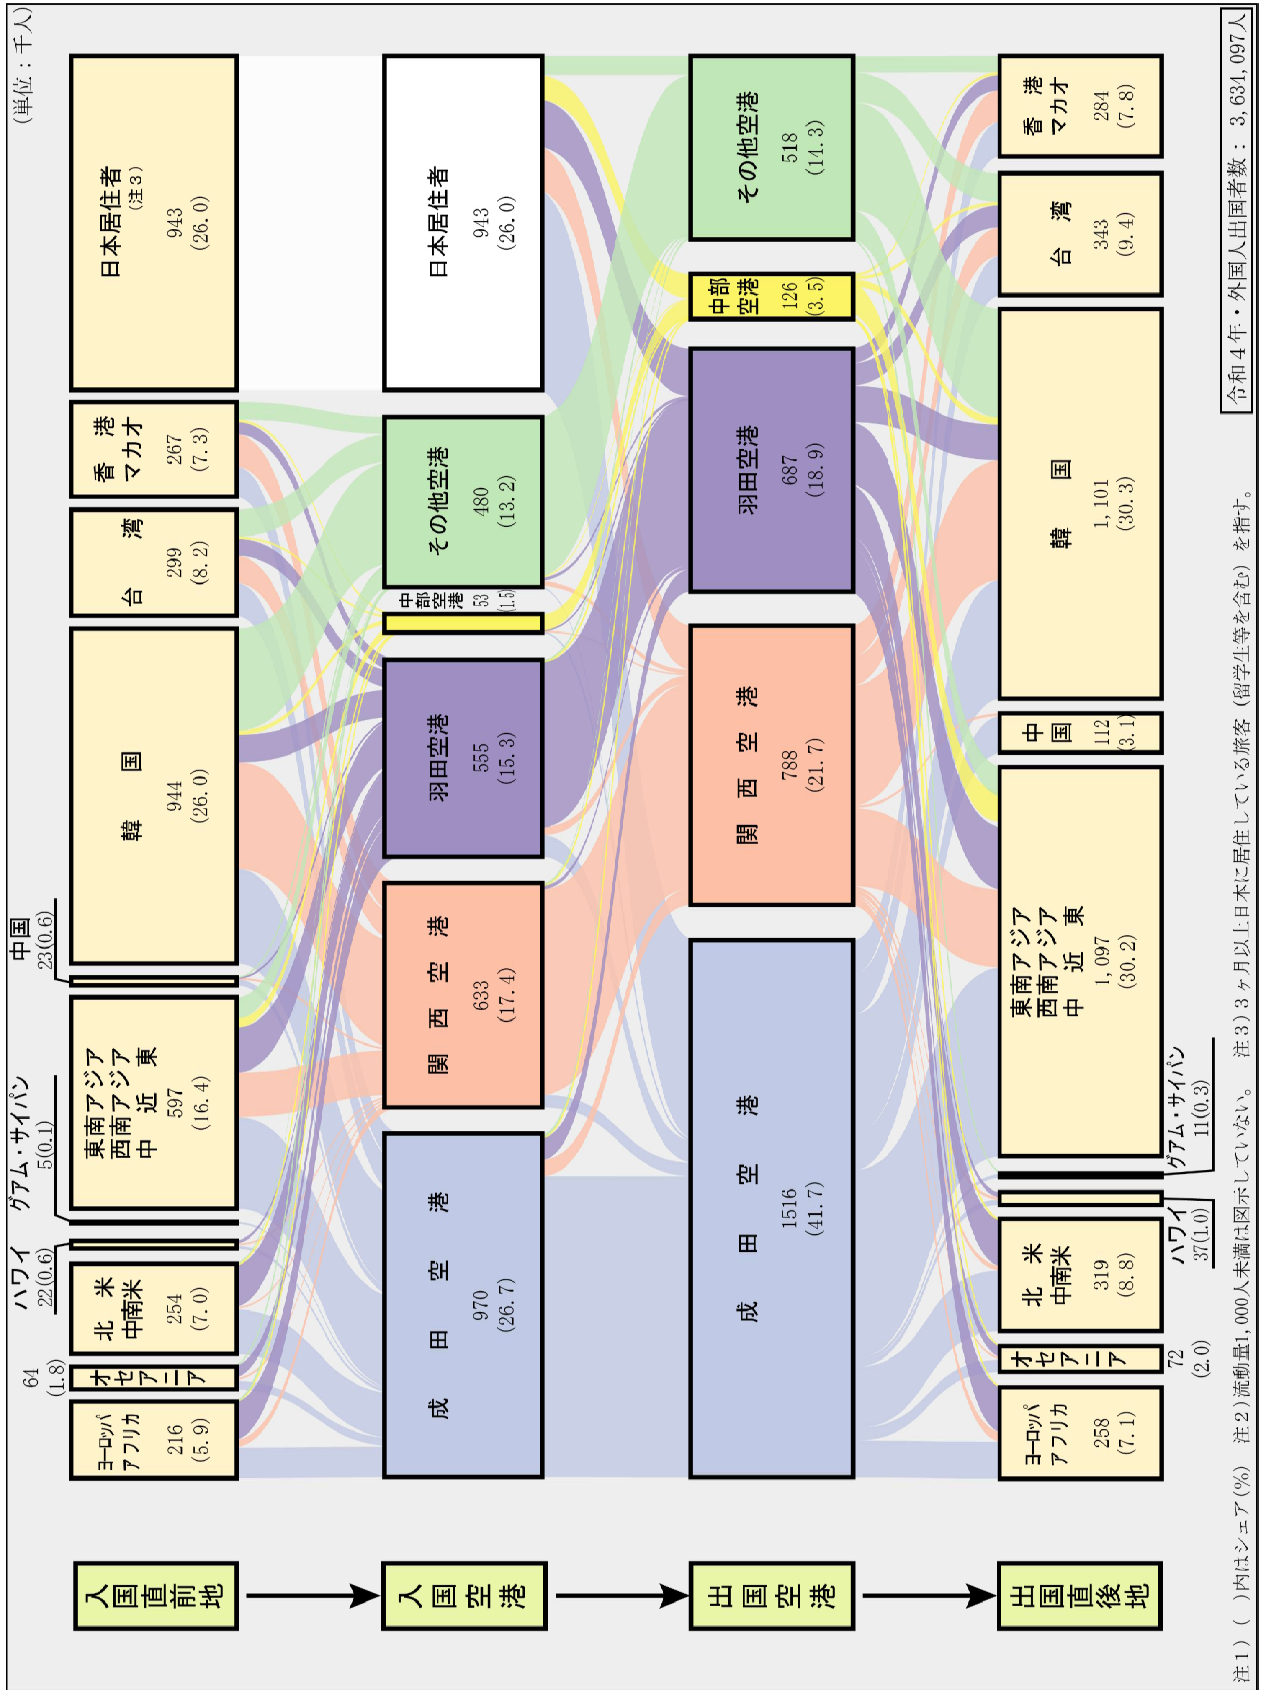 (単位：千人)
入国直前地
ヨーロッパ
アフリカ
216
(5.9)
オセアニア
64
(1.8)
北　米
中南米
254
(7.0)
ハワイ
22(0.6)
グアム・サイパン
5(0.1)
東南アジア
西南アジア
中　近　東
597
(16.4)
中国
23(0.6)
韓　国
944
(26.0)
台　湾
299
(8.2)
香　港
マカオ
267
(7.3)
日本居住者
(注３)
943
(26.0)
入国空港
成　田　空　港
970
(26.7)
関　西　空　港
633
(17.4)
羽田空港
555
(15.3)
中部
空港
53
(1.5)
その他空港
480
(13.2)
日本居住者
943
(26.0)
出国空港
成　田　空　港
1516
(41.7)
関　西　空　港
788
(21.7)
羽田空港
687
(18.9)
中部
空港
126
(3.5)
その他空港
518
(14.3)
出国直後地
ヨーロッパ
アフリカ
258
(7.1)
オセアニア
72
(2.0)
北　米
中南米
319
(8.8)
ハワイ
37(1.0)
グアム・サイパン
11(0.3)
東南アジア
西南アジア
中　近　東
1,097
(30.2)
中国
112
(3.1)
韓　国
1,101
(30.3)
台　湾
343
(9.4)
香　港
マカオ
284
(7.8)
令和４年・外国人出国者数： 3,634,097人
注１) (　)内はシェア(%)　注２)流動量1,000人未満は図示していない。　注３)３ヶ月以上日本に居住している旅客（留学生等を含む）を指す。